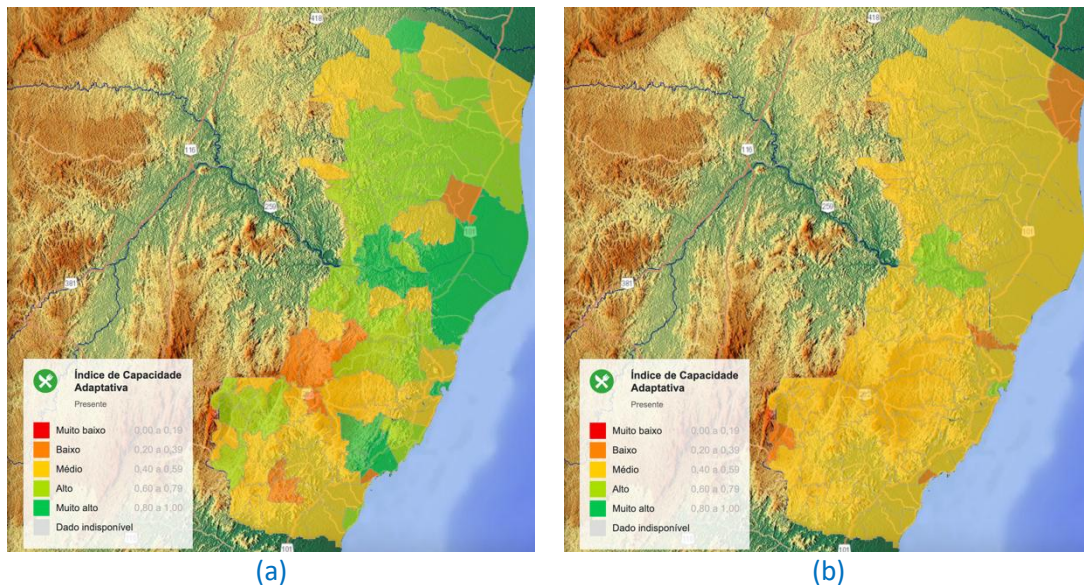 418
116
259
381
101
Índice de Capacidade
Adaptativa
Presente
Muito baixo 0,00 a 0,19
Baixo 0,20 a 0,39
Médio 0,40 a 0,59
Alto 0,60 a 0,79
Muito alto 0,80 a 1,00
Dado indisponível
101
(a)
418
116
259
101
381
Índice de Capacidade
Adaptativa
Presente
Muito baixo 0,00 a 0,19
Baixo 0,20 a 0,39
Médio 0,40 a 0,59
Alto 0,60 a 0,79
Muito alto 0,80 a 1,00
Dado indisponível
101
(b)